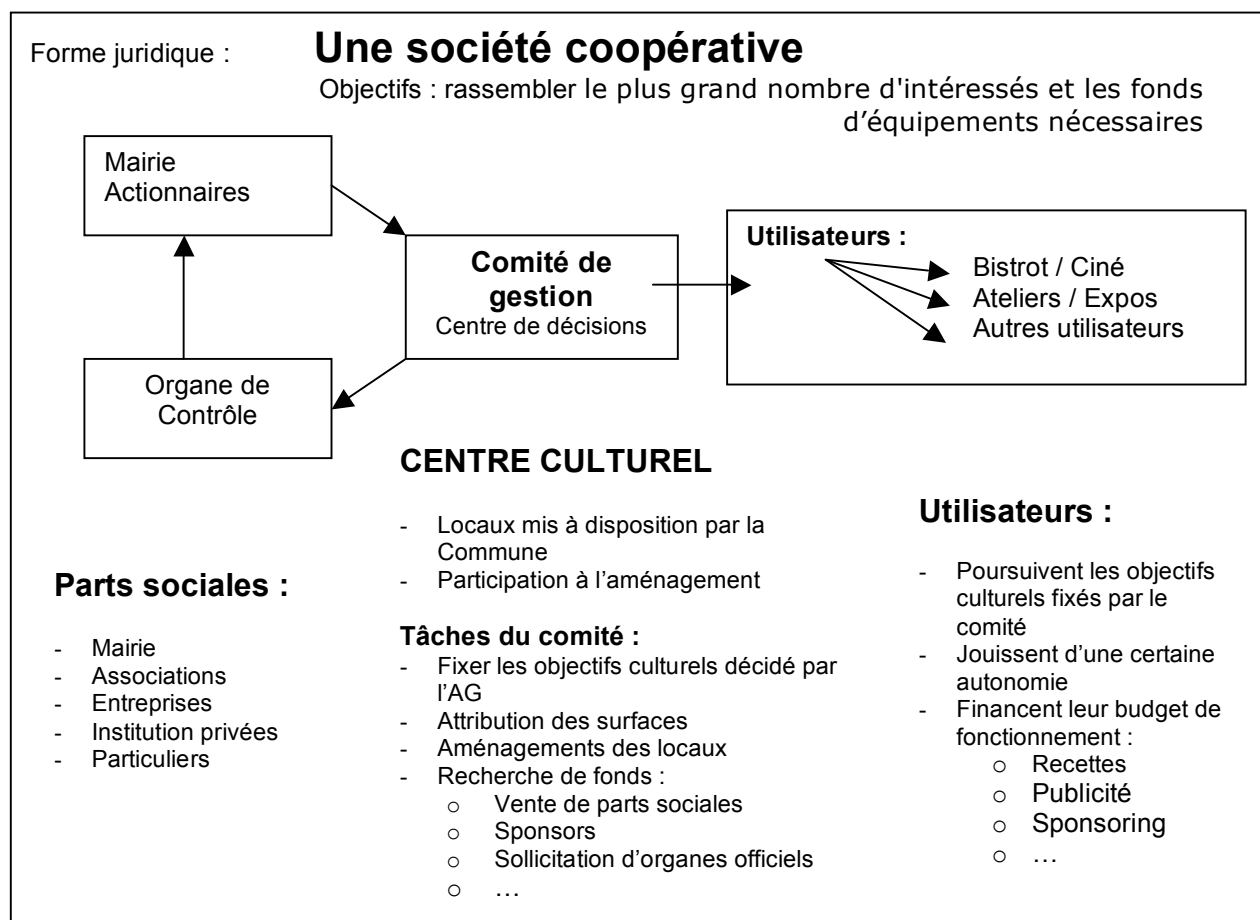 Forme juridique :
Une société coopérative
Objectifs : rassembler le plus grand nombre d'intéressés et les fonds
d’équipements nécessaires
Mairie
Actionnaires
Comité de
gestion
Centre de décisions
Utilisateurs :
Bistrot / Ciné
Ateliers / Expos
Autres utilisateurs
Organe de
Contrôle
Parts sociales :
- Mairie
- Associations
- Entreprises
- Institution privées
- Particuliers
CENTRE CULTUREL
- Locaux mis à disposition par la
Commune
- Participation à l’aménagement
Tâches du comité :
- Fixer les objectifs culturels décidé par
l’AG
- Attribution des surfaces
- Aménagements des locaux
- Recherche de fonds :
o Vente de parts sociales
o Sponsors
o Sollicitation d’organes officiels
o …
Utilisateurs :
- Poursuivent les objectifs
culturels fixés par le
comité
- Jouissent d’une certaine
autonomie
- Financent leur budget de
fonctionnement :
o Recettes
o Publicité
o Sponsoring
o …